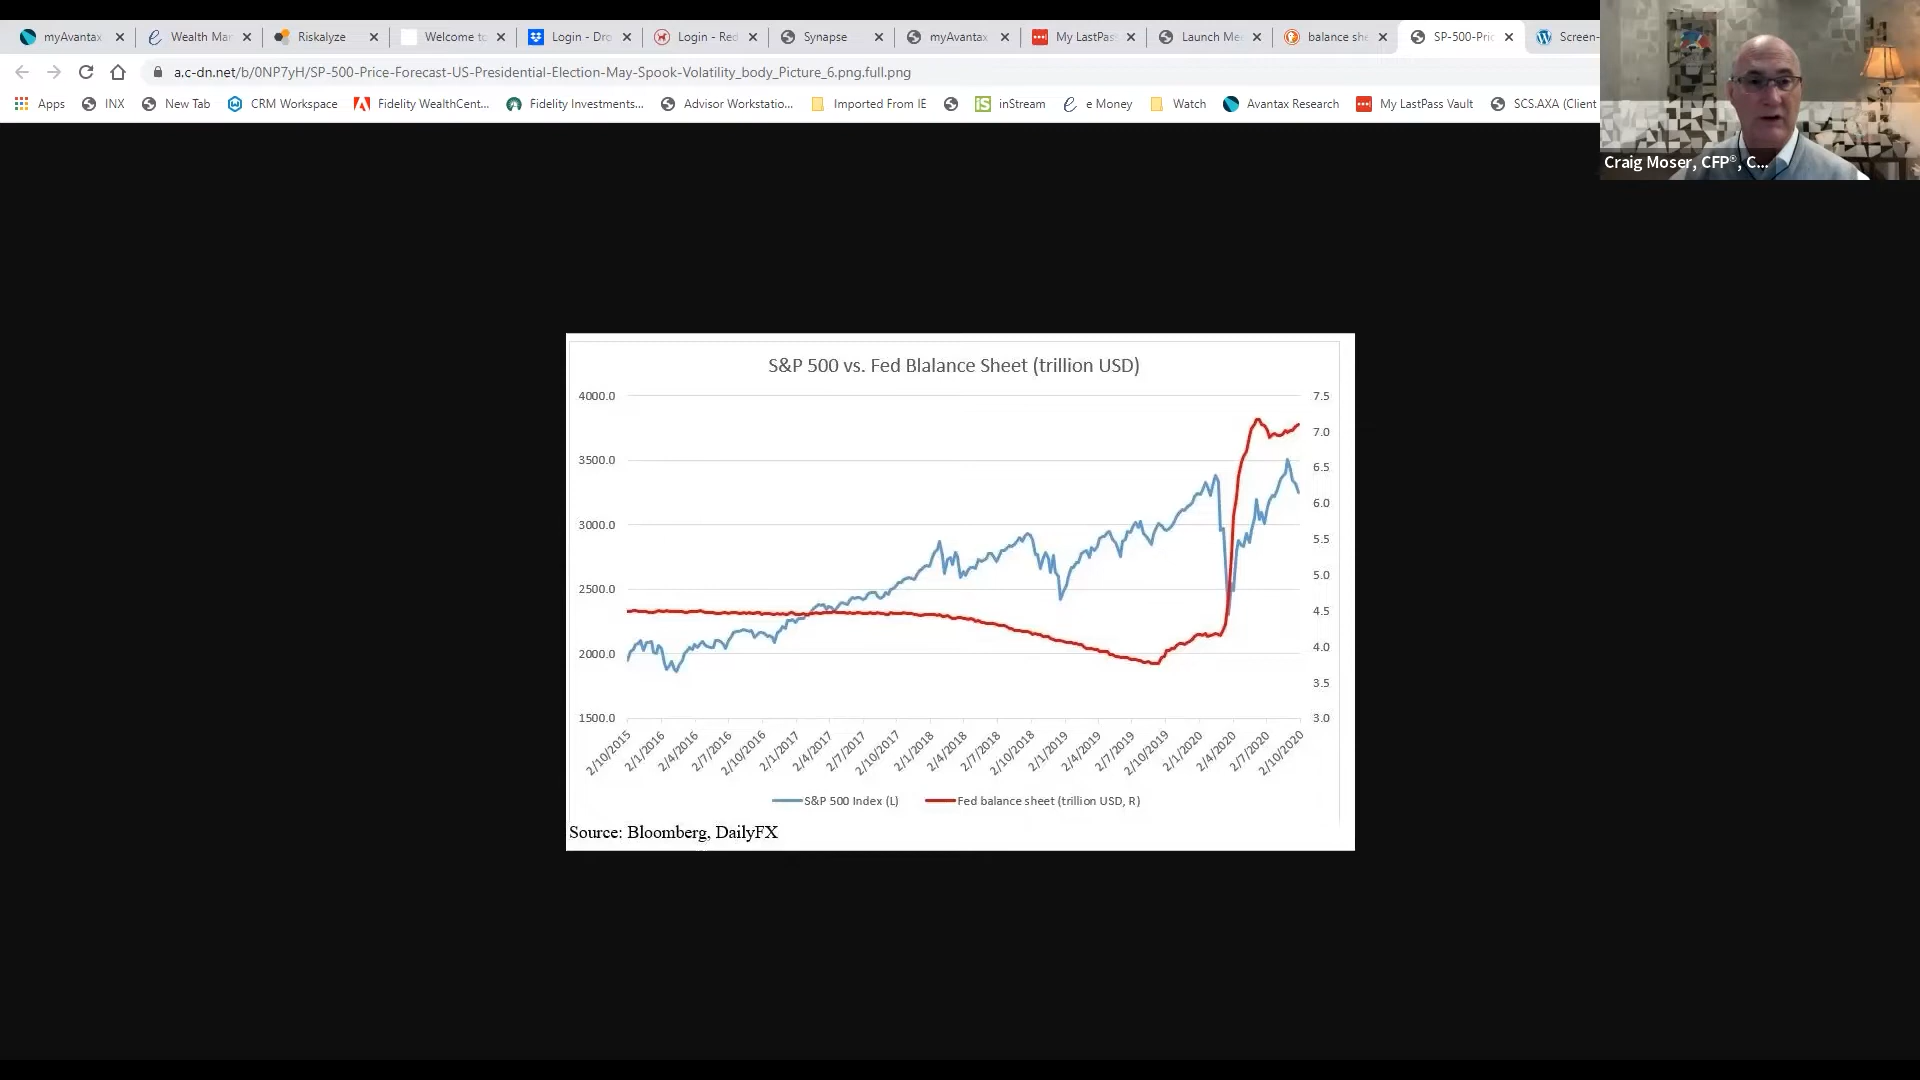 myAvantax
Wealth Mar
Riskalyze
Welcome to
Login - Dro
Login - Red
Synapse
myAvantax
My LastPas
Launch Me
balance she
SP-500-Pric
Screen-
a.c-dn.net/b/0NP7yH/SP-500-Price-Forecast-US-Presidential-Election-May-Spook-Volatility_body_Picture_6.png.full.png
Apps
INX
New Tab
CRM Workspace
Fidelity WealthCent...
Fidelity Investments...
Advisor Workstatio...
Imported From IE
inStream
e Money
Watch
Avantax Research
My LastPass Vault
SCS.AXA (Client
Craig Moser, CFP®, C...
S&P 500 vs. Fed Blalance Sheet (trillion USD)
4000.0
3500.0
3000.0
2500.0
2000.0
1500.0
7.5
7.0
6.5
6.0
5.5
5.0
4.5
4.0
3.5
3.0
2/10/2015
2/1/2016
2/4/2016
2/7/2016
2/10/2016
2/1/2017
2/4/2017
2/7/2017
2/10/2017
2/1/2018
2/4/2018
2/7/2018
2/10/2018
2/1/2019
2/4/2019
2/7/2019
2/10/2019
2/1/2020
2/4/2020
2/7/2020
2/10/2020
S&P 500 Index (L)
Fed balance sheet (trillion USD, R)
Source: Bloomberg, DailyFX